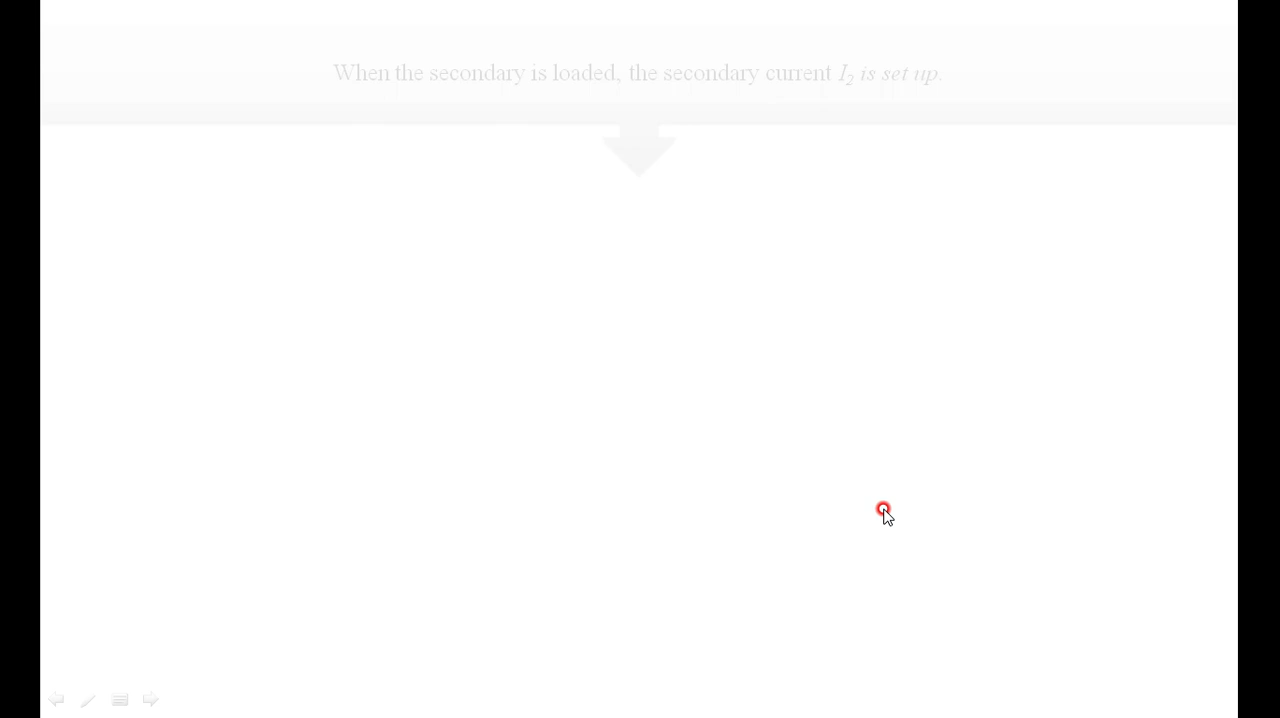 When the secondary is loaded, the secondary current I₂ is set up.